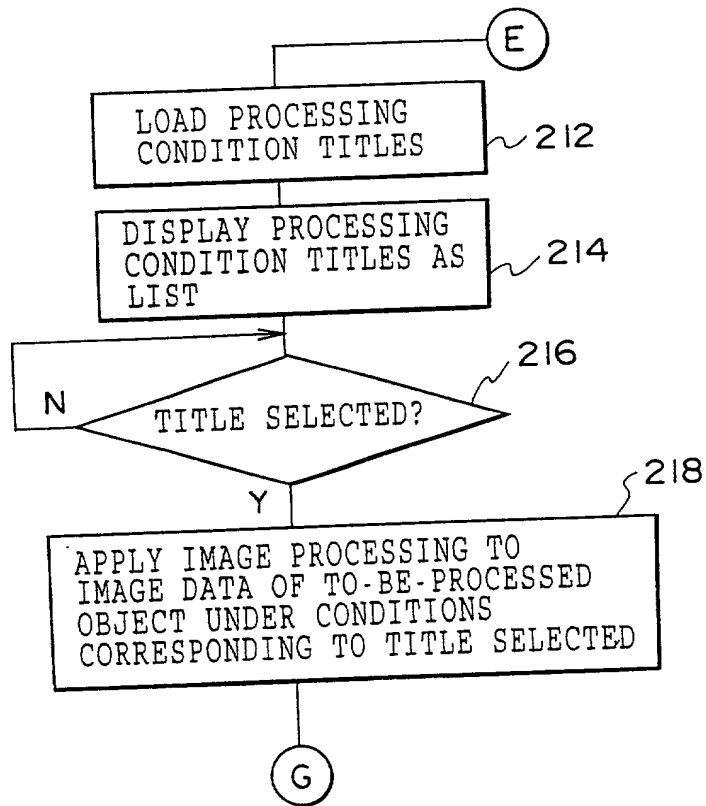 E
LOAD PROCESSING
CONDITION TITLES
212
DISPLAY PROCESSING
CONDITION TITLES AS
LIST
214
216
N
TITLE SELECTED?
Y
218
APPLY IMAGE PROCESSING TO
IMAGE DATA OF TO-BE-PROCESSED
OBJECT UNDER CONDITIONS
CORRESPONDING TO TITLE SELECTED
G